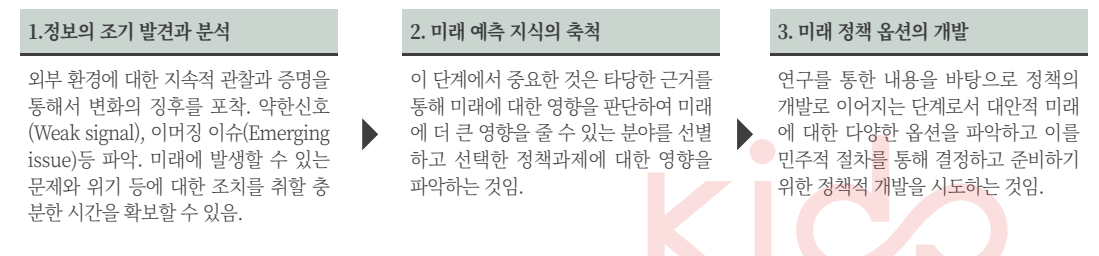 1.정보의 조기 발견과 분석
외부 환경에 대한 지속적 관찰과 증명을
통해서 변화의 징후를 포착. 약한신호
(Weak signal), 이머징 이슈(Emerging
issue)등 파악. 미래에 발생할 수 있는
문제와 위기 등에 대한 조치를 취할 충
분한 시간을 확보할 수 있음.
2. 미래 예측 지식의 축척
이 단계에서 중요한 것은 타당한 근거를
통해 미래에 대한 영향을 판단하여 미래
에 더 큰 영향을 줄 수 있는 분야를 선별
하고 선택한 정책과제에 대한 영향을
파악하는 것임.
3. 미래 정책 옵션의 개발
연구를 통한 내용을 바탕으로 정책의
개발로 이어지는 단계로서 대안적 미래
에 대한 다양한 옵션을 파악하고 이를
민주적 절차를 통해 결정하고 준비하기
위한 정책적 개발을 시도하는 것임.